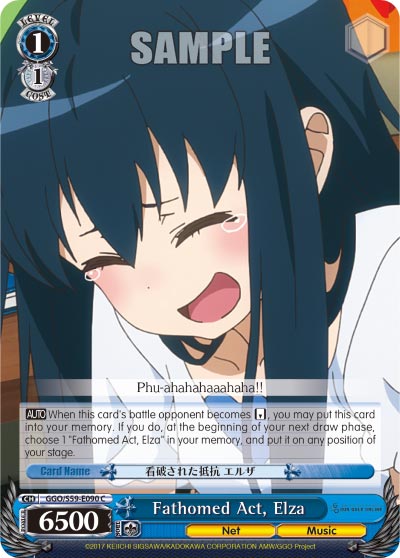 LEVEL
1
SAMPLE
1
COST
Phu-ahahahaaahaha!!
AUTO When this card's battle opponent becomes , you may put this card
into your memory. If you do, at the beginning of your next draw phase,
choose 1 "Fathomed Act, Elza" in your memory, and put it on any position of
your stage.
Card Name 看破された抵抗 エルザ
CH GGO/S59-E090 C
Fathomed Act, Elza
POWER 6500
Net Music
©2017 KEIICHI SIGSAWA/KADOKAWA CORPORATION AMW/GGO Project